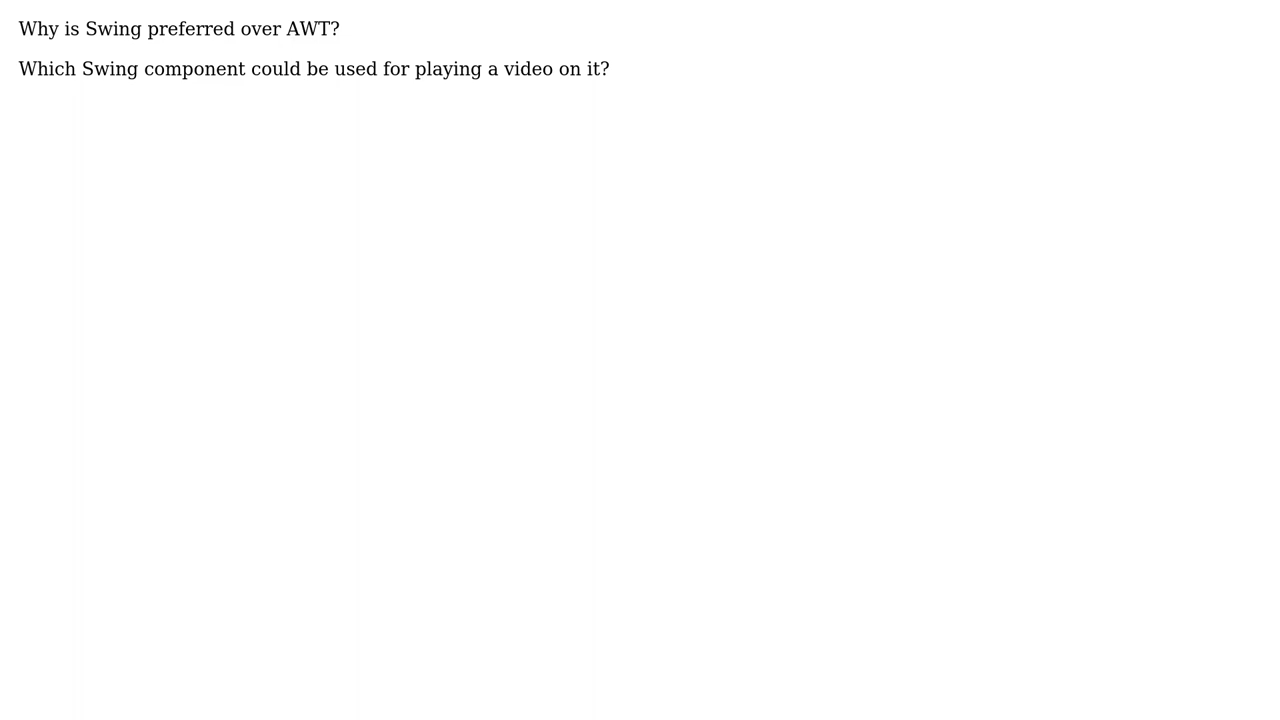 Why is Swing preferred over AWT?
Which Swing component could be used for playing a video on it?